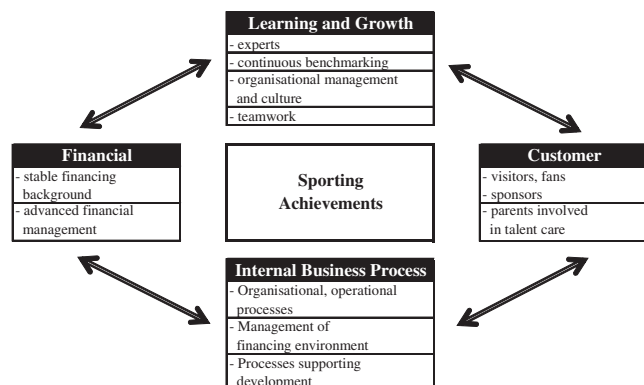 Learning and Growth
- experts
- continuous benchmarking
- organisational management
and culture
- teamwork
Financial
- stable financing
background
- advanced financial
management
Sporting
Achievements
Customer
- visitors, fans
- sponsors
- parents involved
in talent care
Internal Business Process
- Organisational, operational
processes
- Management of
financing environment
- Processes supporting
development